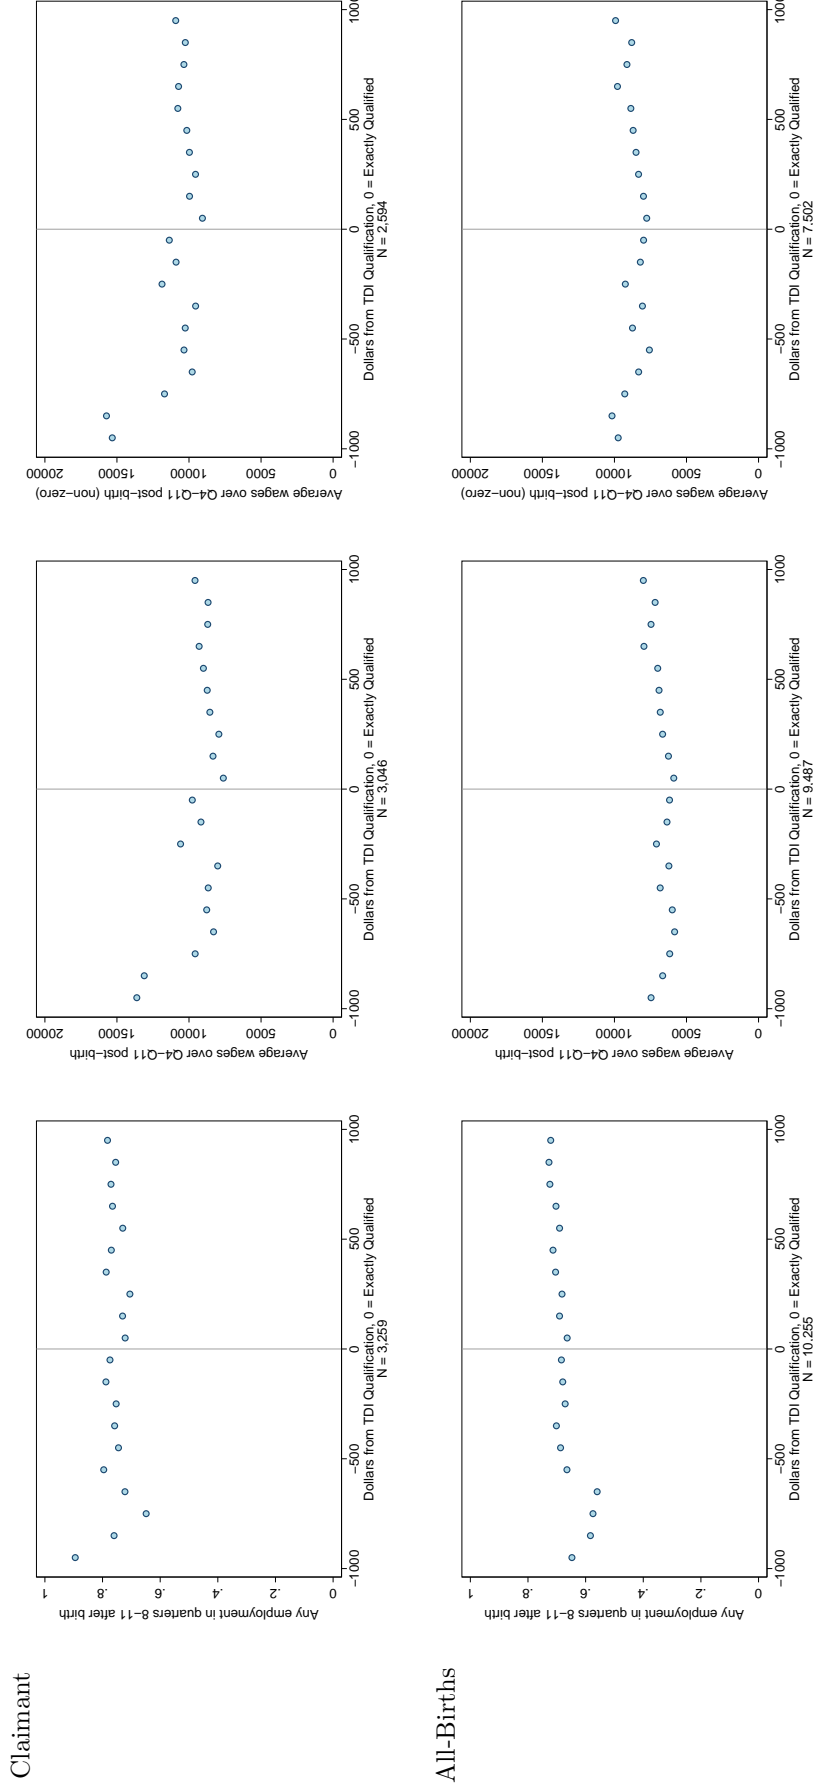 Claimant
Any employment in quarters 8−11 after birth
1
.8
.6
.4
.2
0
−1000 −500 0 500 1000
Dollars from TDI Qualification, 0 = Exactly Qualified
N = 3,259
Average wages over Q4−Q11 post−birth
20000
15000
10000
5000
0
−1000 −500 0 500 1000
Dollars from TDI Qualification, 0 = Exactly Qualified
N = 3,046
Average wages over Q4−Q11 post−birth (non−zero)
20000
15000
10000
5000
0
−1000 −500 0 500 1000
Dollars from TDI Qualification, 0 = Exactly Qualified
N = 2,594
All-Births
Any employment in quarters 8−11 after birth
1
.8
.6
.4
.2
0
−1000 −500 0 500 1000
Dollars from TDI Qualification, 0 = Exactly Qualified
N = 10,255
Average wages over Q4−Q11 post−birth
20000
15000
10000
5000
0
−1000 −500 0 500 1000
Dollars from TDI Qualification, 0 = Exactly Qualified
N = 9,487
Average wages over Q4−Q11 post−birth (non−zero)
20000
15000
10000
5000
0
−1000 −500 0 500 1000
Dollars from TDI Qualification, 0 = Exactly Qualified
N = 7,502